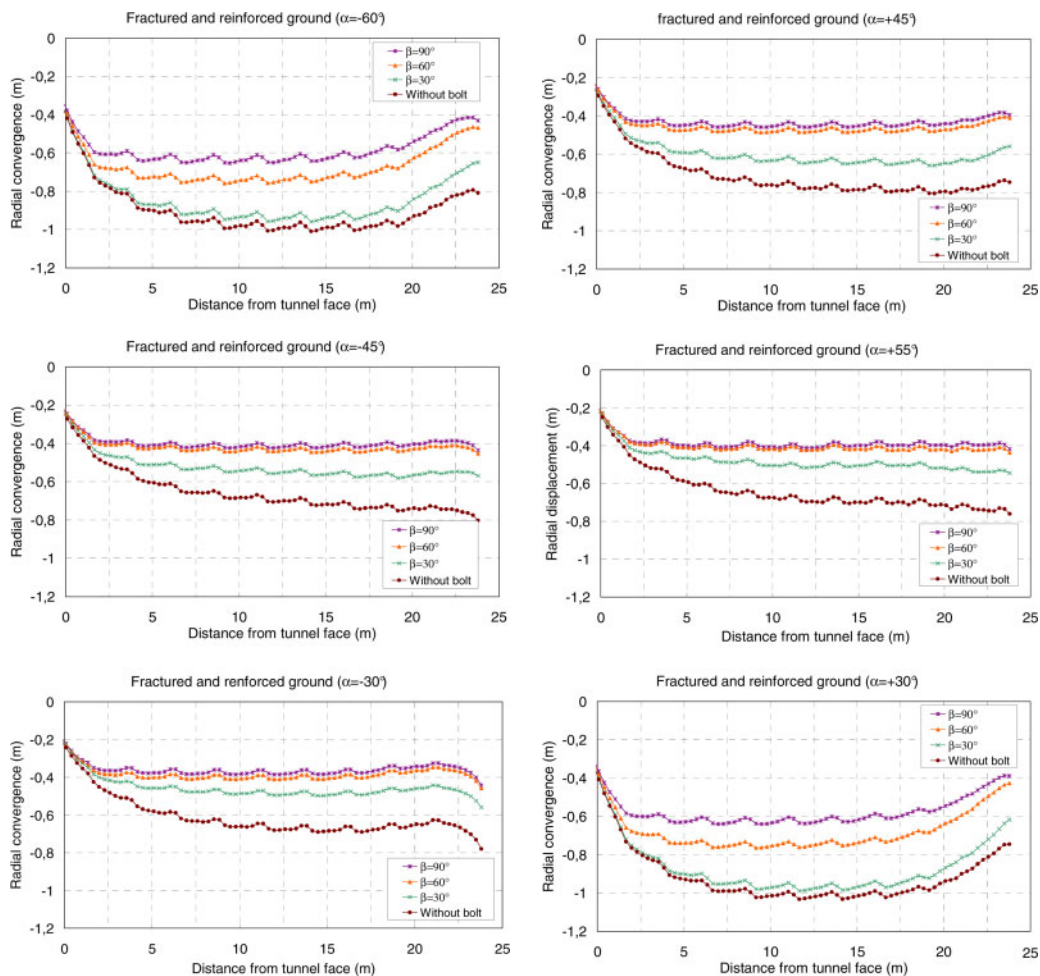 Fractured and reinforced ground (α=-60°)
0
-0,2
-0,4
-0,6
-0,8
-1
-1,2
Radial convergence (m)
β=90°
β=60°
β=30°
Without bolt
0 5 10 15 20 25
Distance from tunnel face (m)
fractured and reinforced ground (α=+45°)
0
-0,2
-0,4
-0,6
-0,8
-1
-1,2
Radial convergence (m)
β=90°
β=60°
β=30°
Without bolt
0 5 10 15 20 25
Distance from tunnel face (m)
Fractured and reinforced ground (α=-45°)
0
-0,2
-0,4
-0,6
-0,8
-1
-1,2
Radial convergence (m)
β=90°
β=60°
β=30°
Without bolt
0 5 10 15 20 25
Distance from tunnel face (m)
Fractured and reinforced ground (α=+55°)
0
-0,2
-0,4
-0,6
-0,8
-1
-1,2
Radial displacement (m)
β=90°
β=60°
β=30°
Without bolt
0 5 10 15 20 25
Distance from tunnel face (m)
Fractured and renforced ground (α=-30°)
0
-0,2
-0,4
-0,6
-0,8
-1
-1,2
Radial convergence (m)
β=90°
β=60°
β=30°
Without bolt
0 5 10 15 20 25
Distance from tunnel face (m)
Fractured and reinforced ground (α=+30°)
0
-0,2
-0,4
-0,6
-0,8
-1
-1,2
Radial convergence (m)
β=90°
β=60°
β=30°
Without bolt
0 5 10 15 20 25
Distance from tunnel face (m)